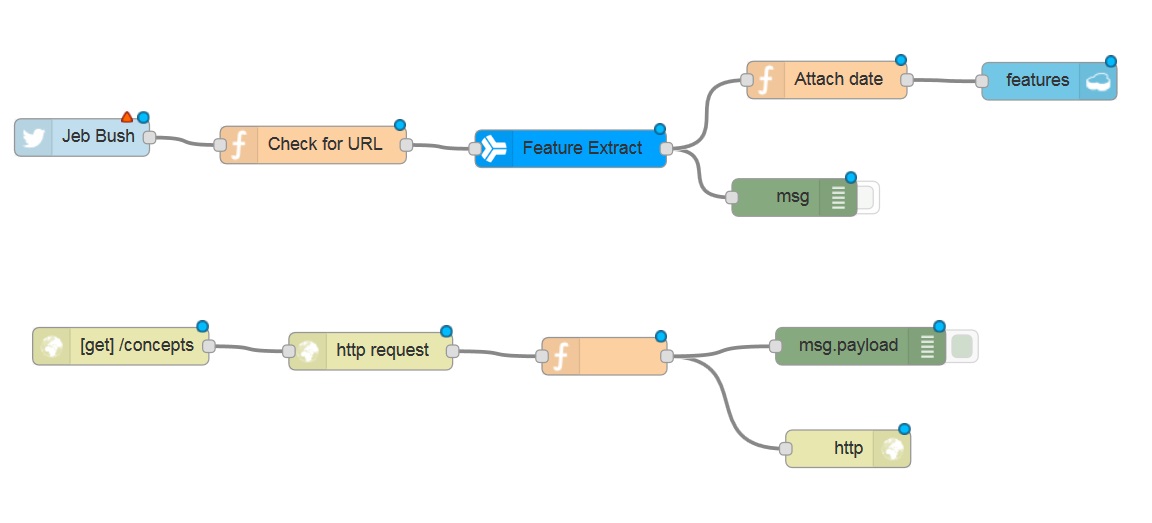 Jeb Bush
Check for URL
Feature Extract
Attach date
features
msg
[get] /concepts
http request
msg.payload
http